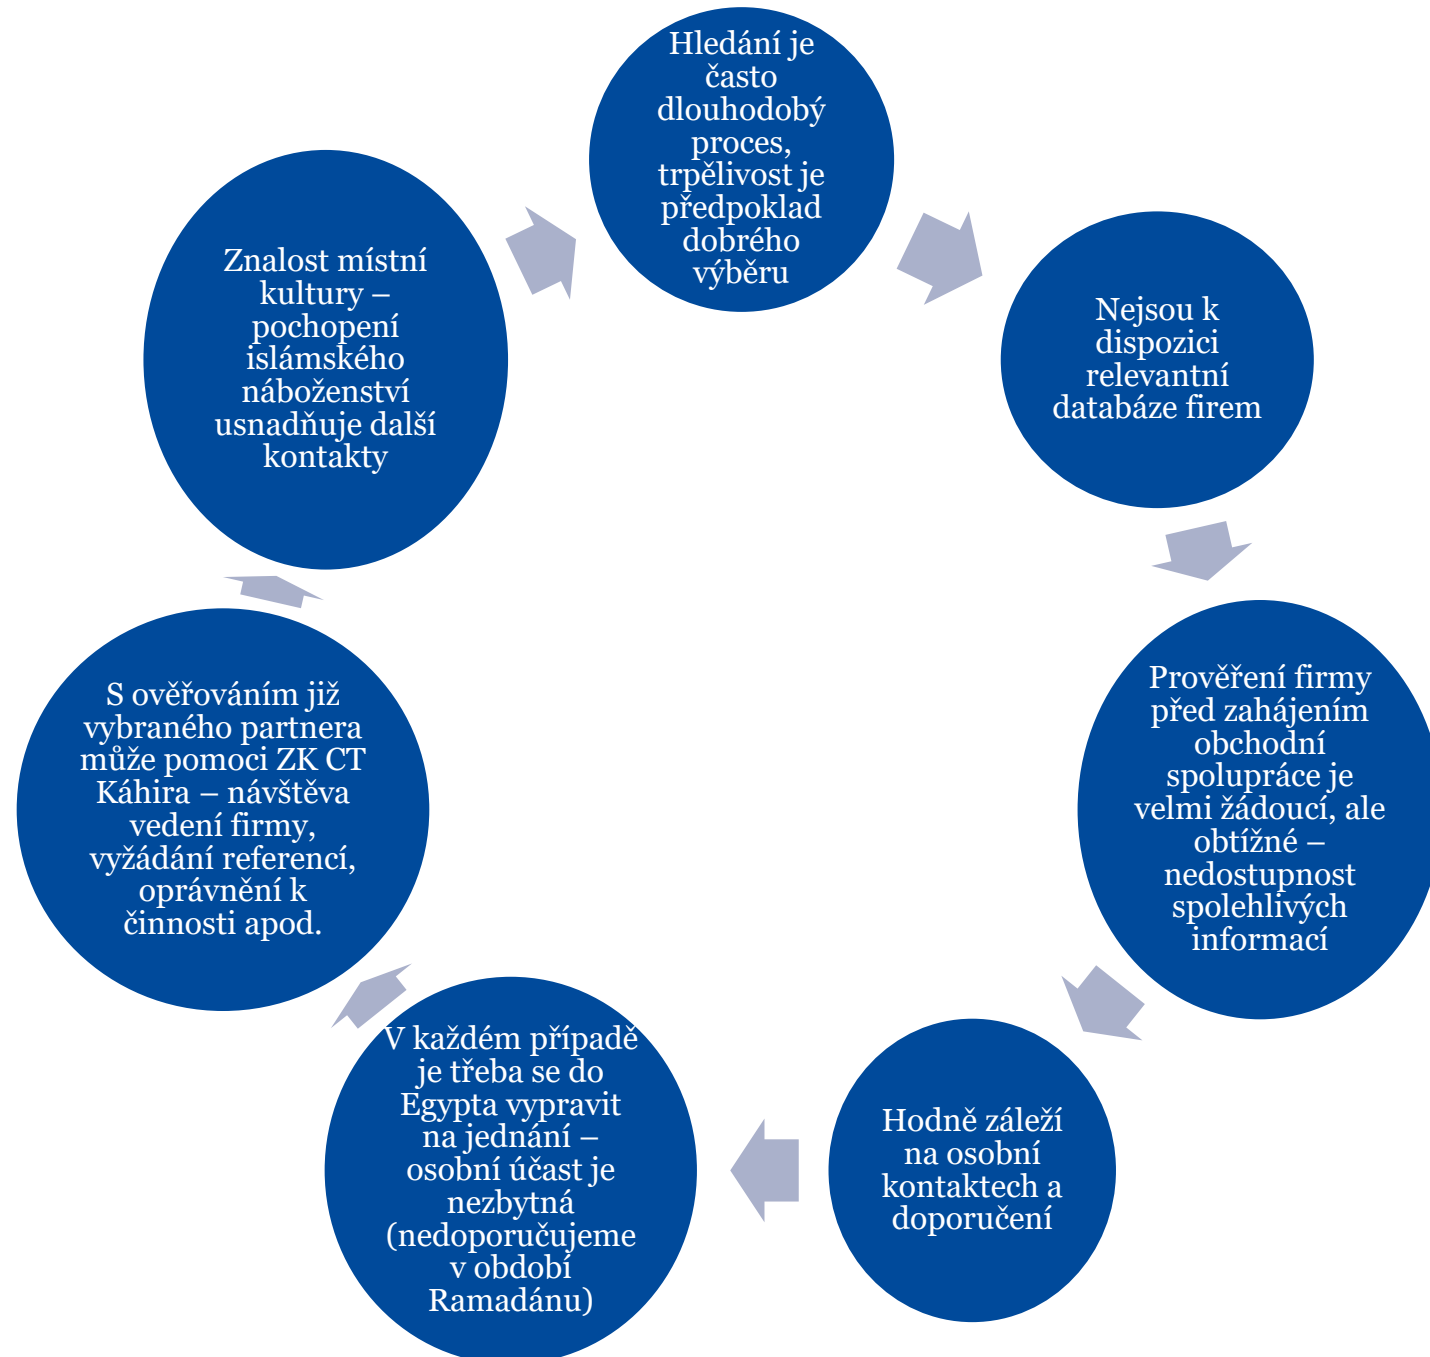 Hledání je
často
dlouhodobý
proces,
trpělivost je
předpoklad
dobrého
výběru
Nejsou k
dispozici
relevantní
databáze firem
Prověření firmy
před zahájením
obchodní
spolupráce je
velmi žádoucí, ale
obtížné –
nedostupnost
spolehlivých
informací
Hodně záleží
na osobní
kontaktech a
doporučení
V každém případě
je třeba se do
Egypta vypravit
na jednání –
osobní účast je
nezbytná
(nedoporučujeme
v období
Ramadánu)
S ověřováním již
vybraného partnera
může pomoci ZK CT
Káhira – návštěva
vedení firmy,
vyžádání referencí,
oprávnění k
činnosti apod.
Znalost místní
kultury –
pochopení
islámského
náboženství
usnadňuje další
kontakty